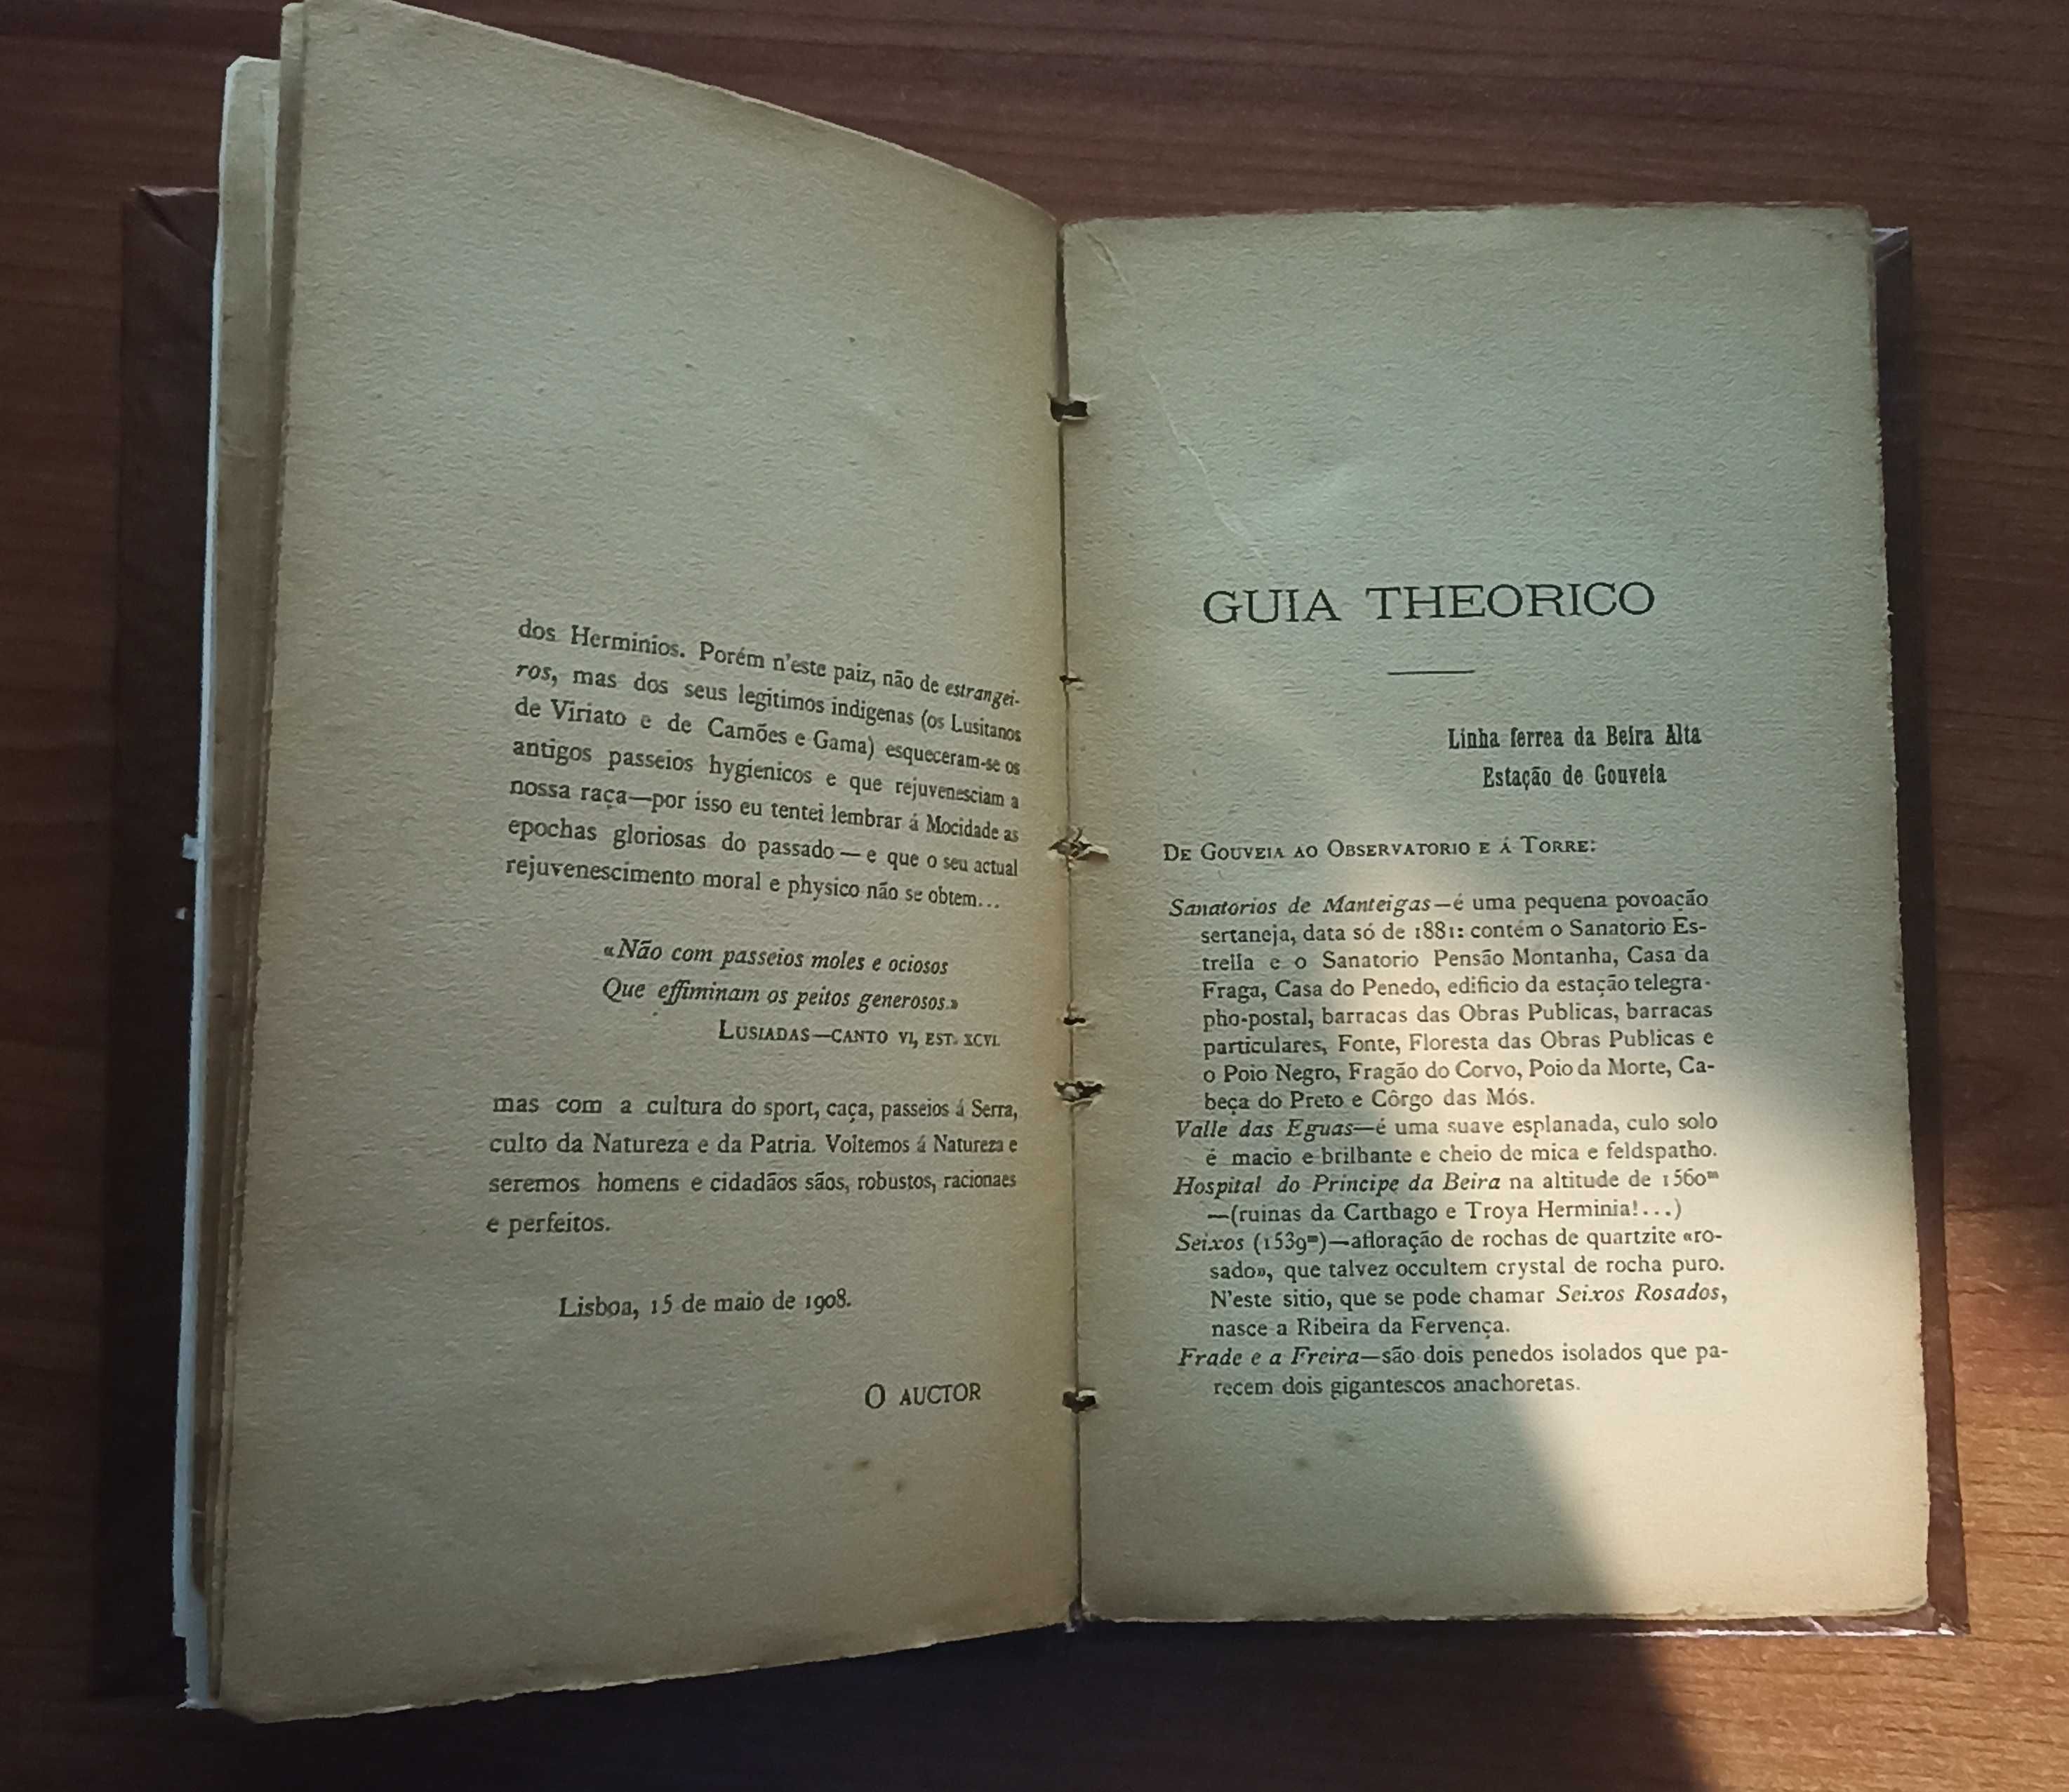 dos Herminios. Porém n'este paiz, não de estrangei-
ros, mas dos seus legitimos indigenas (os Lusitanos
de Viriato e de Camões e Gama) esqueceram-se os
antigos passeios hygienicos e que rejuvenesciam a
nossa raça—por isso eu tentei lembrar á Mocidade as
epochas gloriosas do passado—e que o seu actual
rejuvenescimento moral e physico não se obtem...
«Não com passeios moles e ociosos
Que effiminam os peitos generosos.»
LUSIADAS—CANTO VI, EST. XCVI.
mas com a cultura do sport, caça, passeios á Serra,
culto da Natureza e da Patria. Voltemos á Natureza e
seremos homens e cidadãos sãos, robustos, racionaes
e perfeitos.
Lisboa, 15 de maio de 1908.
O AUCTOR
GUIA THEORICO
Linha ferrea da Beira Alta
Estação de Gouveia
DE GOUVEIA AO OBSERVATORIO E Á TORRE:
Sanatorios de Manteigas—é uma pequena povoação
sertaneja, data só de 1881: contém o Sanatorio Es-
trella e o Sanatorio Pensão Montanha, Casa da
Fraga, Casa do Penedo, edificio da estação telegra-
pho-postal, barracas das Obras Publicas, barracas
particulares, Fonte, Floresta das Obras Publicas e
o Poio Negro, Fragão do Corvo, Poio da Morte, Ca-
beça do Preto e Côrgo das Mós.
Valle das Eguas—é uma suave esplanada, culo solo
é macio e brilhante e cheio de mica e feldspatho.
Hospital do Principe da Beira na altitude de 1560m
—(ruinas da Carthago e Troya Herminia!...)
Seixos (1539m)—afloração de rochas de quartzite «ro-
sado», que talvez occultem crystal de rocha puro.
N'este sitio, que se pode chamar Seixos Rosados,
nasce a Ribeira da Fervença.
Frade e a Freira—são dois penedos isolados que pa-
recem dois gigantescos anachoretas.